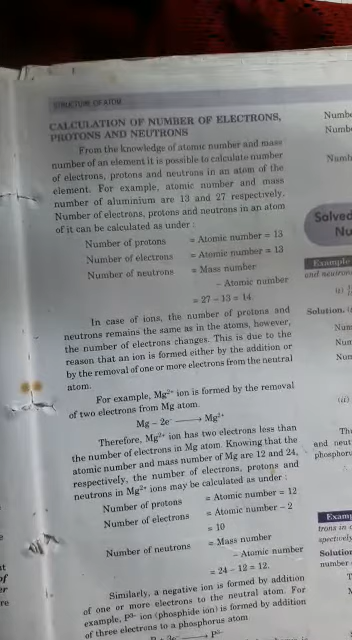 STRUCTURE OF ATOM
CALCULATION OF NUMBER OF ELECTRONS,
PROTONS AND NEUTRONS
From the knowledge of atomic number and mass
number of an element it is possible to calculate number
of electrons, protons and neutrons in an atom of the
element. For example, atomic number and mass
number of aluminium are 13 and 27 respectively.
Number of electrons, protons and neutrons in an atom
of it can be calculated as under :
Number of protons = Atomic number = 13
Number of electrons = Atomic number = 13
Number of neutrons = Mass number
– Atomic number
= 27 – 13 = 14
In case of ions, the number of protons and
neutrons remains the same as in the atoms, however,
the number of electrons changes. This is due to the
reason that an ion is formed either by the addition or
by the removal of one or more electrons from the neutral
atom.
For example, Mg²⁺ ion is formed by the removal
of two electrons from Mg atom.
Mg – 2e⁻ ⟶ Mg²⁺
Therefore, Mg²⁺ ion has two electrons less than
the number of electrons in Mg atom. Knowing that the
atomic number and mass number of Mg are 12 and 24,
respectively, the number of electrons, protons and
neutrons in Mg²⁺ ions may be calculated as under :
Number of protons = Atomic number = 12
Number of electrons = Atomic number – 2
= 10
Number of neutrons = Mass number
– Atomic number
= 24 – 12 = 12.
Similarly, a negative ion is formed by addition
of one or more electrons to the neutral atom. For
example, P³⁻ ion (phosphide ion) is formed by addition
of three electrons to a phosphorus atom
P + 3e⁻ ⟶ P³⁻
Solved
Nu
Example
and neutrons
(i)
Solution. (
Num
Num
Num
(ii)
The
and neut
phosphoru
Examp
trons in c
spectively
Solution
number